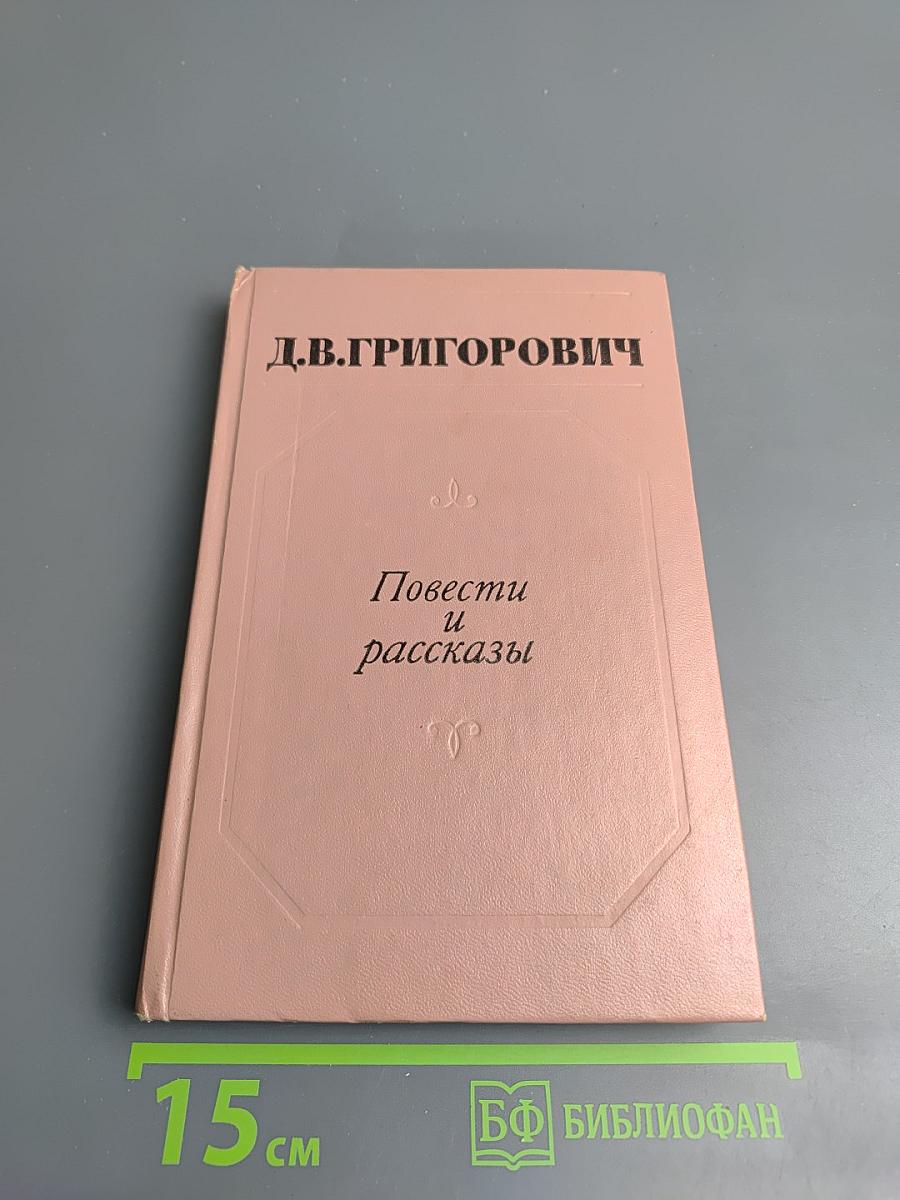 Д.В.ГРИГОРОВИЧ
Повести
и
рассказы
15 см
БФ БИБЛИОФАН